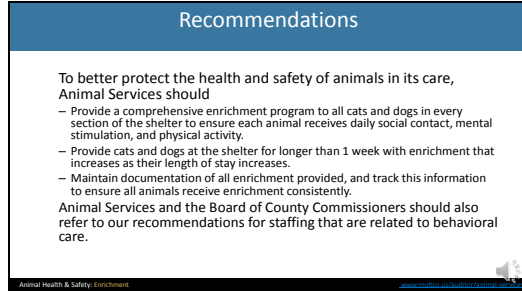 Recommendations
To better protect the health and safety of animals in its care,
Animal Services should
– Provide a comprehensive enrichment program to all cats and dogs in every
section of the shelter to ensure each animal receives daily social contact, mental
stimulation, and physical activity.
– Provide cats and dogs at the shelter for longer than 1 week with enrichment that
increases as their length of stay increases.
– Maintain documentation of all enrichment provided, and track this information
to ensure all animals receive enrichment consistently.
Animal Services and the Board of County Commissioners should also
refer to our recommendations for staffing that are related to behavioral
care.
Animal Health & Safety: Enrichment
www.multco.us/auditor/animal-services